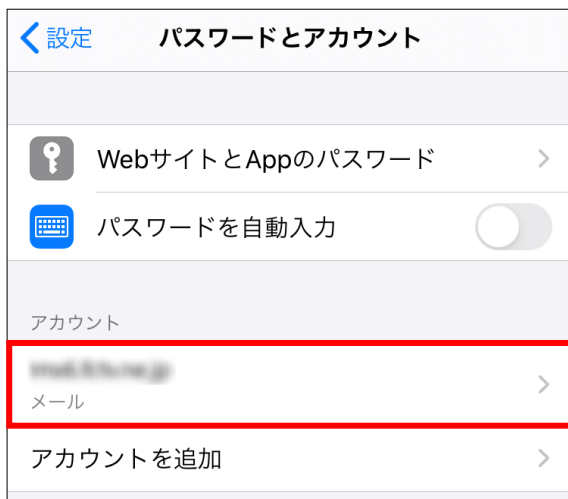 設定 パスワードとアカウント
WebサイトとAppのパスワード
パスワードを自動入力
アカウント
メール
アカウントを追加